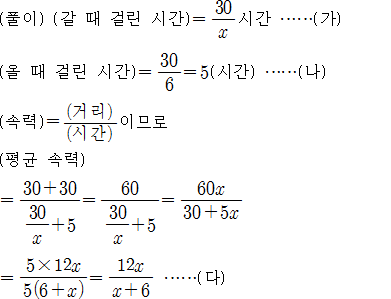 (풀이) (갈 때 걸린 시간)= 30/x 시간 ……(가)
(올 때 걸린 시간)= 30/6 =5(시간) ……(나)
(속력)= (거리)/(시간) 이므로
(평균 속력)
= (30+30)/(30/x +5) = 60/(30/x +5) = 60x/(30+5x)
= (5×12x)/(5(6+x)) = 12x/(x+6) ……(다)